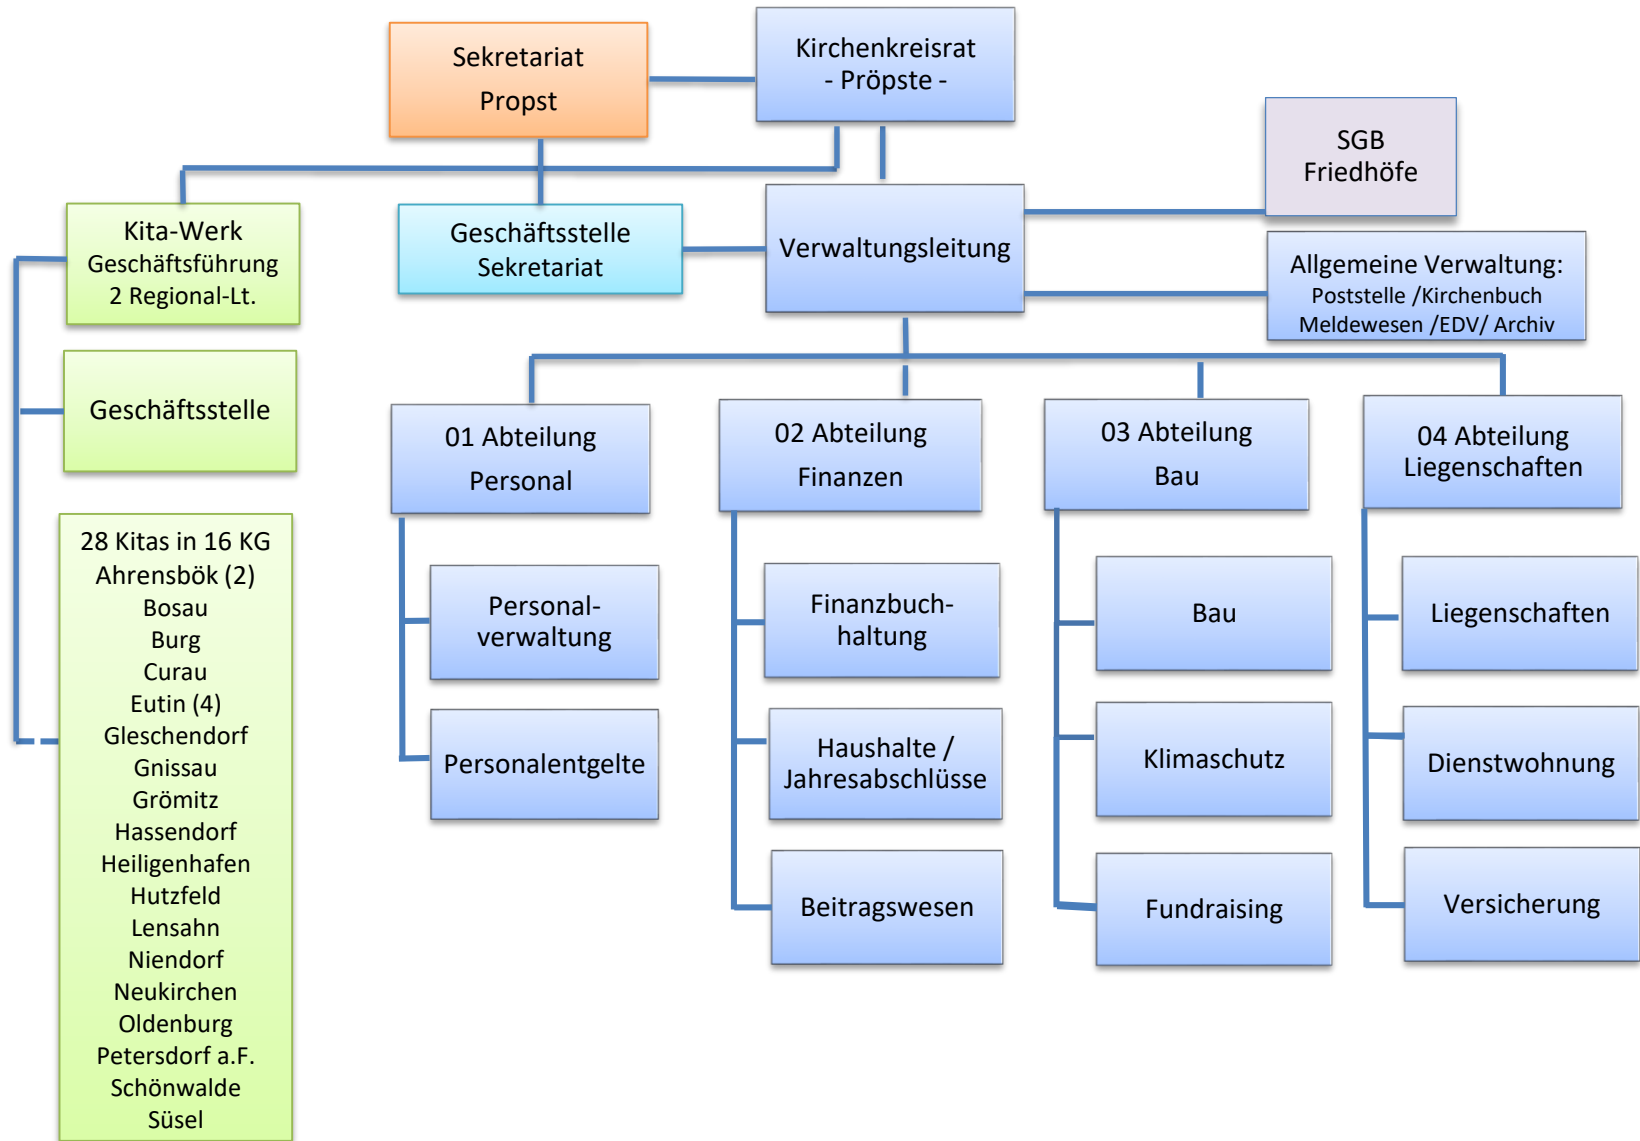 Sekretariat
Propst
Kirchenkreisrat
- Pröpste -
SGB
Friedhöfe
Kita-Werk
Geschäftsführung
2 Regional-Lt.
Geschäftsstelle
Sekretariat
Verwaltungsleitung
Allgemeine Verwaltung:
Poststelle /Kirchenbuch
Meldewesen /EDV/ Archiv
Geschäftsstelle
01 Abteilung
Personal
02 Abteilung
Finanzen
03 Abteilung
Bau
04 Abteilung
Liegenschaften
28 Kitas in 16 KG
Ahrensbök (2)
Bosau
Burg
Curau
Eutin (4)
Gleschendorf
Gnissau
Grömitz
Hassendorf
Heiligenhafen
Hutzfeld
Lensahn
Niendorf
Neukirchen
Oldenburg
Petersdorf a.F.
Schönwalde
Süsel
Personal-
verwaltung
Personalentgelte
Finanzbuch-
haltung
Haushalte /
Jahresabschlüsse
Beitragswesen
Bau
Klimaschutz
Fundraising
Liegenschaften
Dienstwohnung
Versicherung